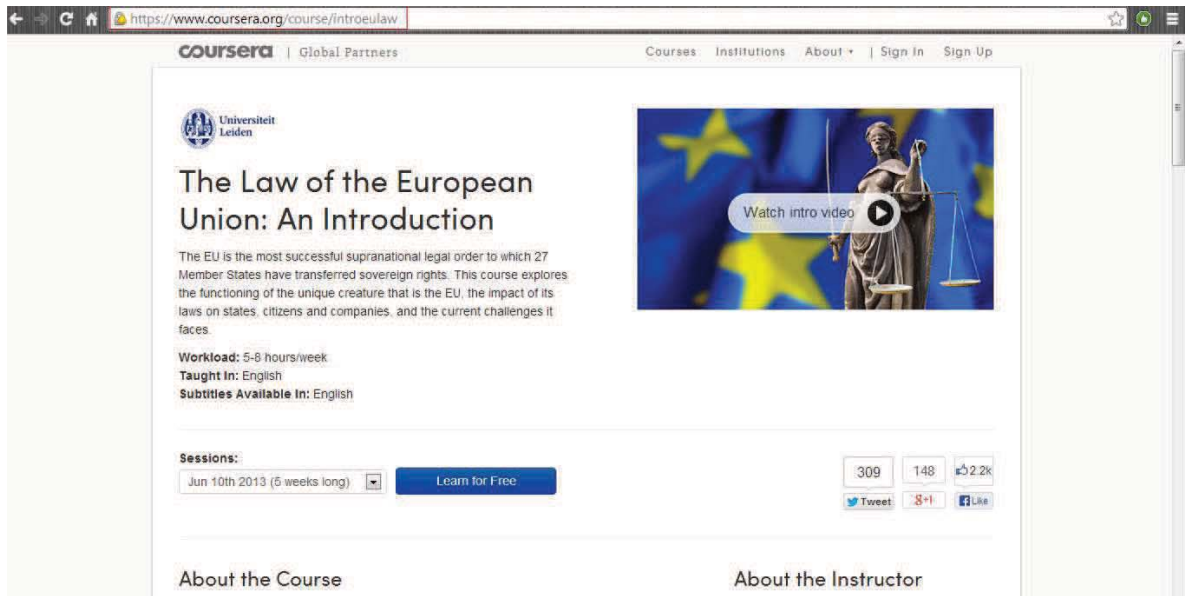 https://www.coursera.org/course/introeulaw
coursera | Global Partners
Courses Institutions About | Sign In Sign Up
Universiteit
Leiden
The Law of the European
Union: An Introduction
The EU is the most successful supranational legal order to which 27
Member States have transferred sovereign rights. This course explores
the functioning of the unique creature that is the EU, the impact of its
laws on states, citizens and companies, and the current challenges it
faces.
Workload: 5-8 hours/week
Taught In: English
Subtitles Available In: English
Watch intro video
Sessions:
Jun 10th 2013 (5 weeks long)
Learn for Free
309 148 2.2k
Tweet g+1 Like
About the Course
About the Instructor